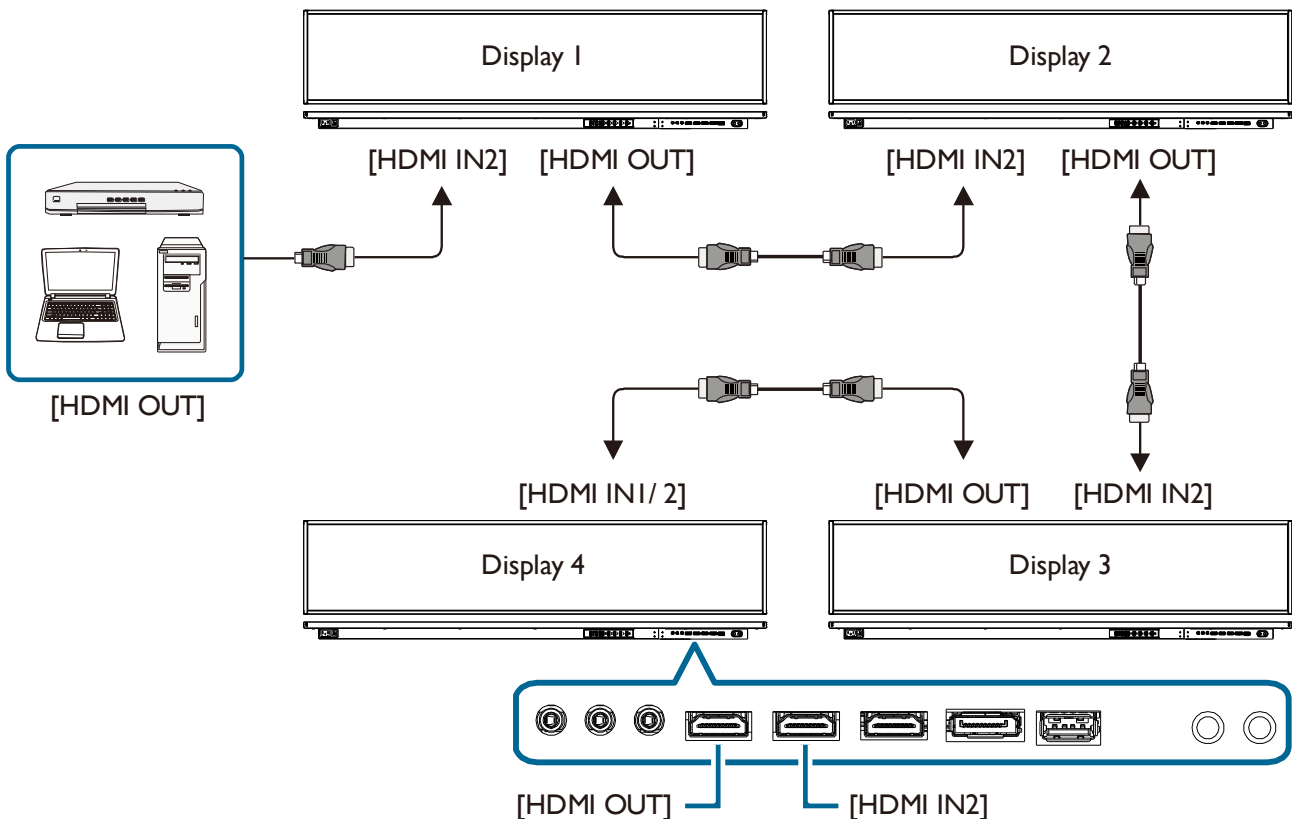 Display 1
Display 2
[HDMI IN2] [HDMI OUT]
[HDMI IN2] [HDMI OUT]
[HDMI OUT]
[HDMI IN1/ 2]
[HDMI OUT] [HDMI IN2]
Display 4
Display 3
[HDMI OUT]
[HDMI IN2]